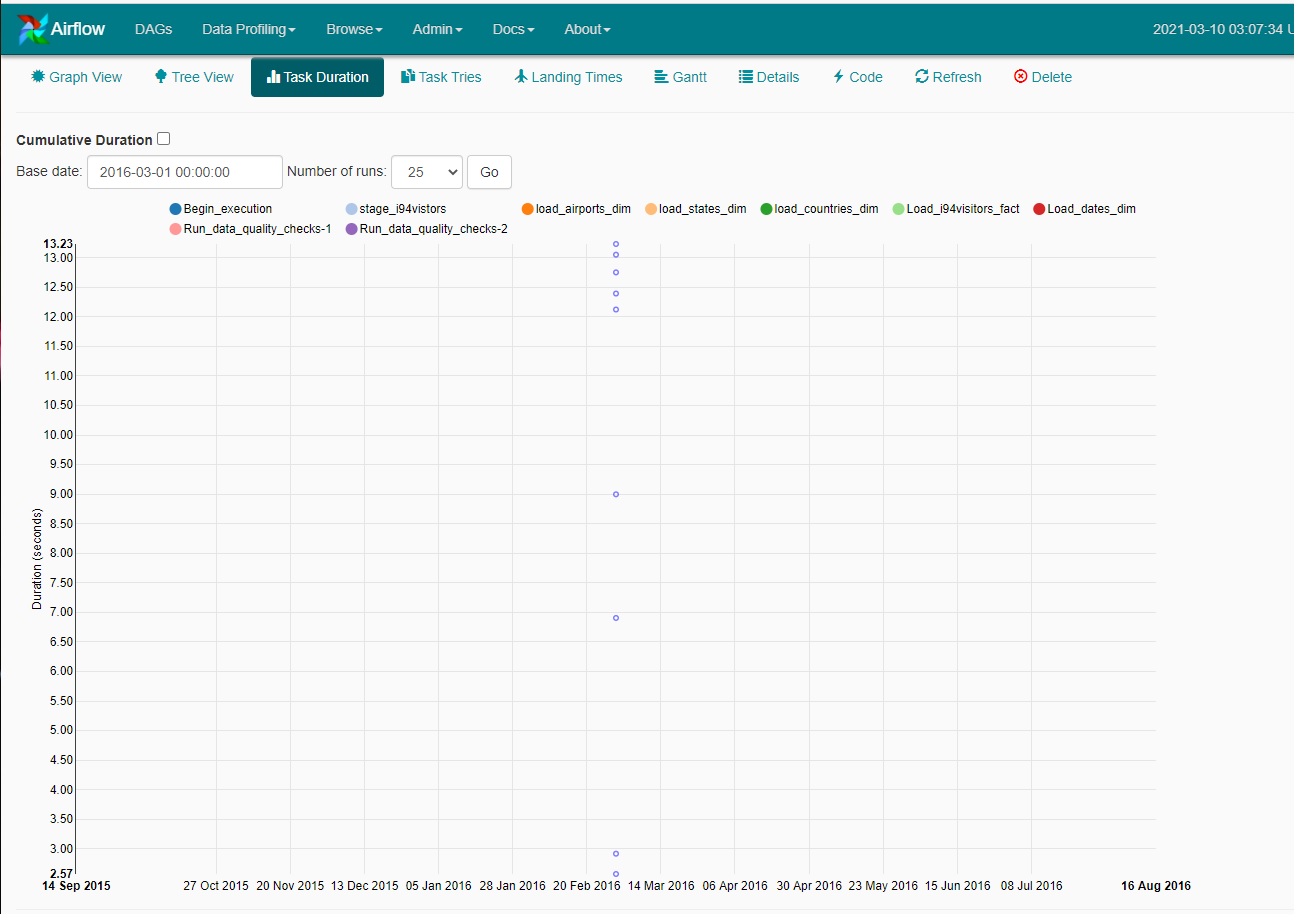 Airflow DAGs Data Profiling Browse Admin Docs About 2021-03-10 03:07:34 U
Graph View Tree View Task Duration Task Tries Landing Times Gantt Details Code Refresh Delete
Cumulative Duration
Base date: 2016-03-01 00:00:00 Number of runs: 25 Go
Begin_execution stage_i94vistors load_airports_dim load_states_dim load_countries_dim Load_i94visitors_fact Load_dates_dim
Run_data_quality_checks-1 Run_data_quality_checks-2
13.23
13.00
12.50
12.00
11.50
11.00
10.50
10.00
9.50
9.00
8.50
8.00
7.50
7.00
6.50
6.00
5.50
5.00
4.50
4.00
3.50
3.00
2.57
Duration (seconds)
14 Sep 2015 27 Oct 2015 20 Nov 2015 13 Dec 2015 05 Jan 2016 28 Jan 2016 20 Feb 2016 14 Mar 2016 06 Apr 2016 30 Apr 2016 23 May 2016 15 Jun 2016 08 Jul 2016 16 Aug 2016